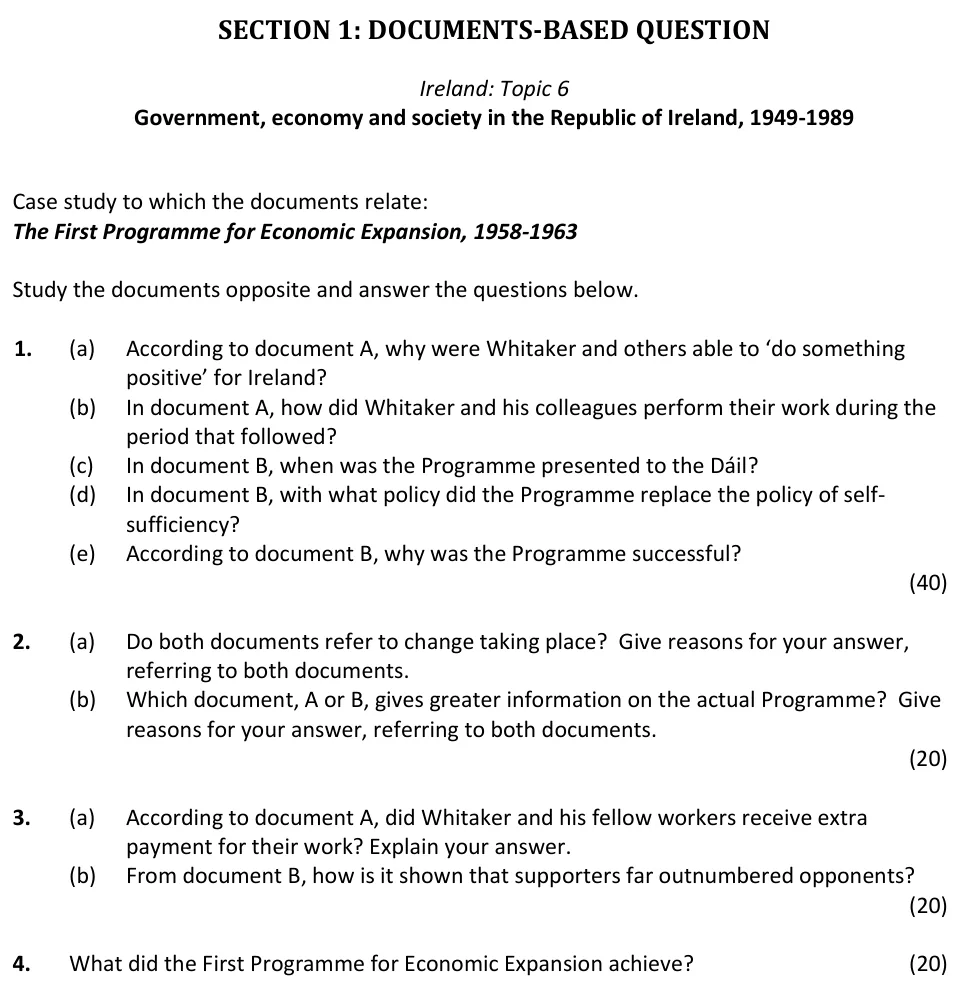 SECTION 1: DOCUMENTS-BASED QUESTION
Ireland: Topic 6
Government, economy and society in the Republic of Ireland, 1949-1989
Case study to which the documents relate:
The First Programme for Economic Expansion, 1958-1963
Study the documents opposite and answer the questions below.
1. (a) According to document A, why were Whitaker and others able to ‘do something
positive’ for Ireland?
(b) In document A, how did Whitaker and his colleagues perform their work during the
period that followed?
(c) In document B, when was the Programme presented to the Dáil?
(d) In document B, with what policy did the Programme replace the policy of self-
sufficiency?
(e) According to document B, why was the Programme successful?
(40)
2. (a) Do both documents refer to change taking place? Give reasons for your answer,
referring to both documents.
(b) Which document, A or B, gives greater information on the actual Programme? Give
reasons for your answer, referring to both documents.
(20)
3. (a) According to document A, did Whitaker and his fellow workers receive extra
payment for their work? Explain your answer.
(b) From document B, how is it shown that supporters far outnumbered opponents?
(20)
4. What did the First Programme for Economic Expansion achieve? (20)